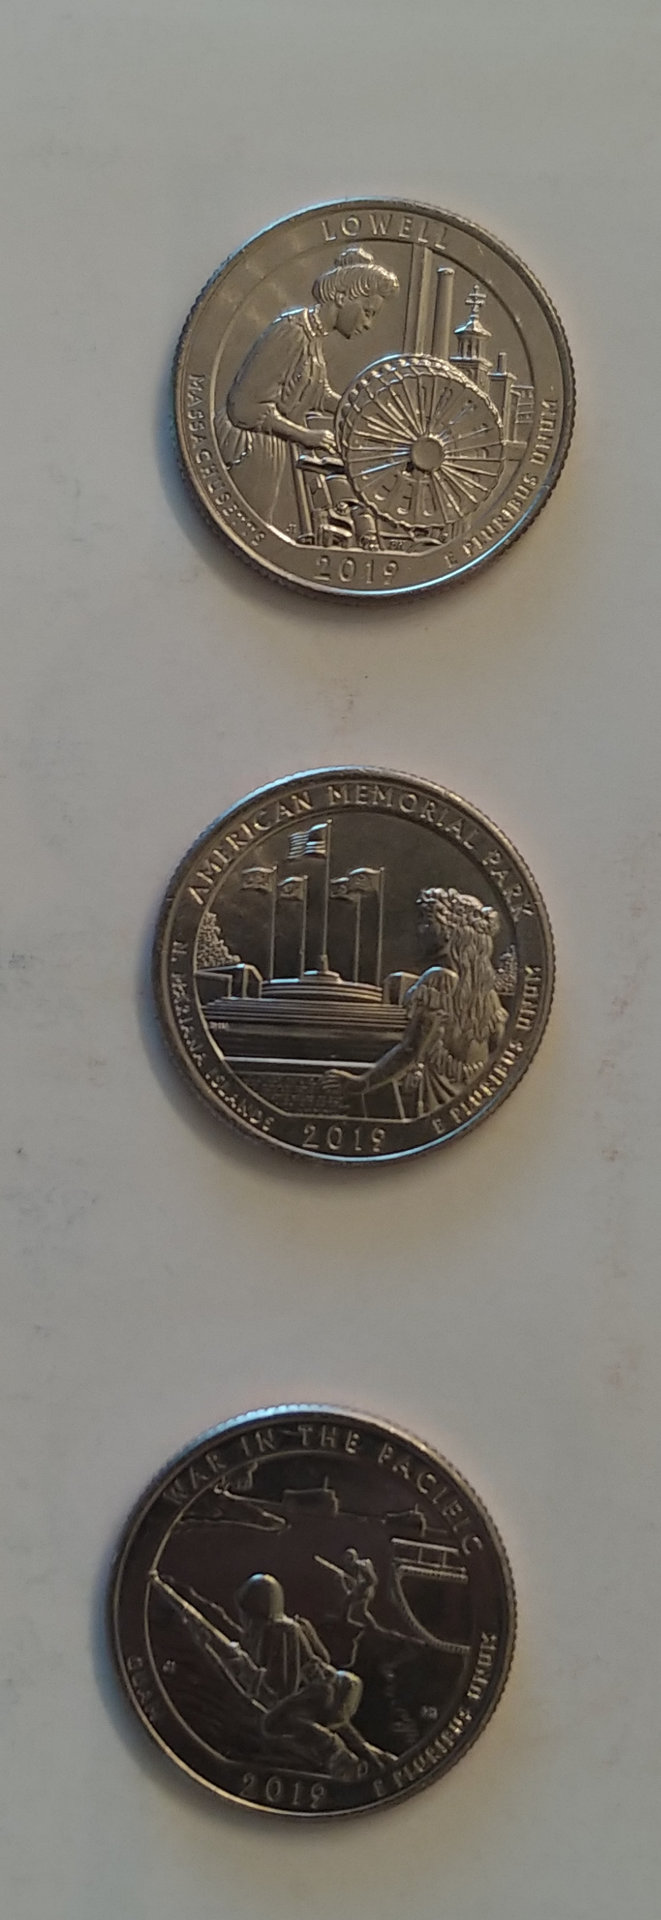 LOWELL
MASSACHUSETTS
2019
E PLURIBUS UNUM
AMERICAN MEMORIAL PARK
N. MARIANA ISLANDS
2019
E PLURIBUS UNUM
WAR IN THE PACIFIC
GUAM
2019
E PLURIBUS UNUM